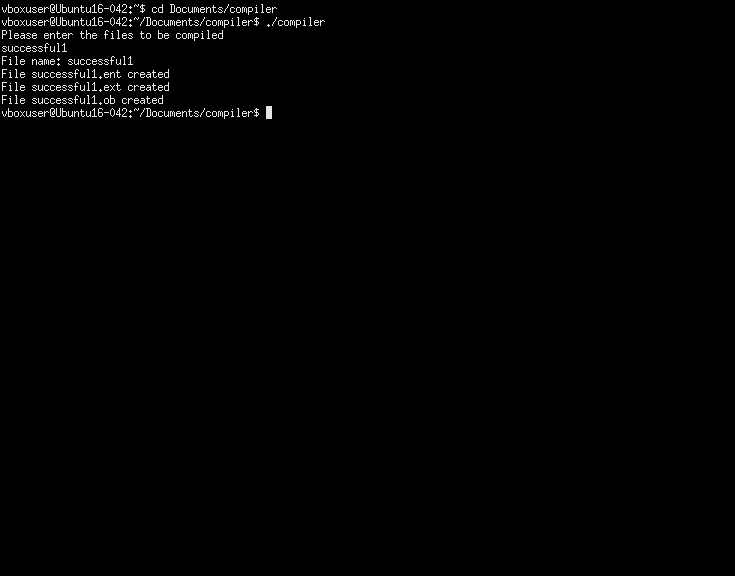 vboxuser@Ubuntu16-042:~$ cd Documents/compiler
vboxuser@Ubuntu16-042:~/Documents/compiler$ ./compiler
Please enter the files to be compiled
successful1
File name: successful1
File successful1.ent created
File successful1.ext created
File successful1.ob created
vboxuser@Ubuntu16-042:~/Documents/compiler$